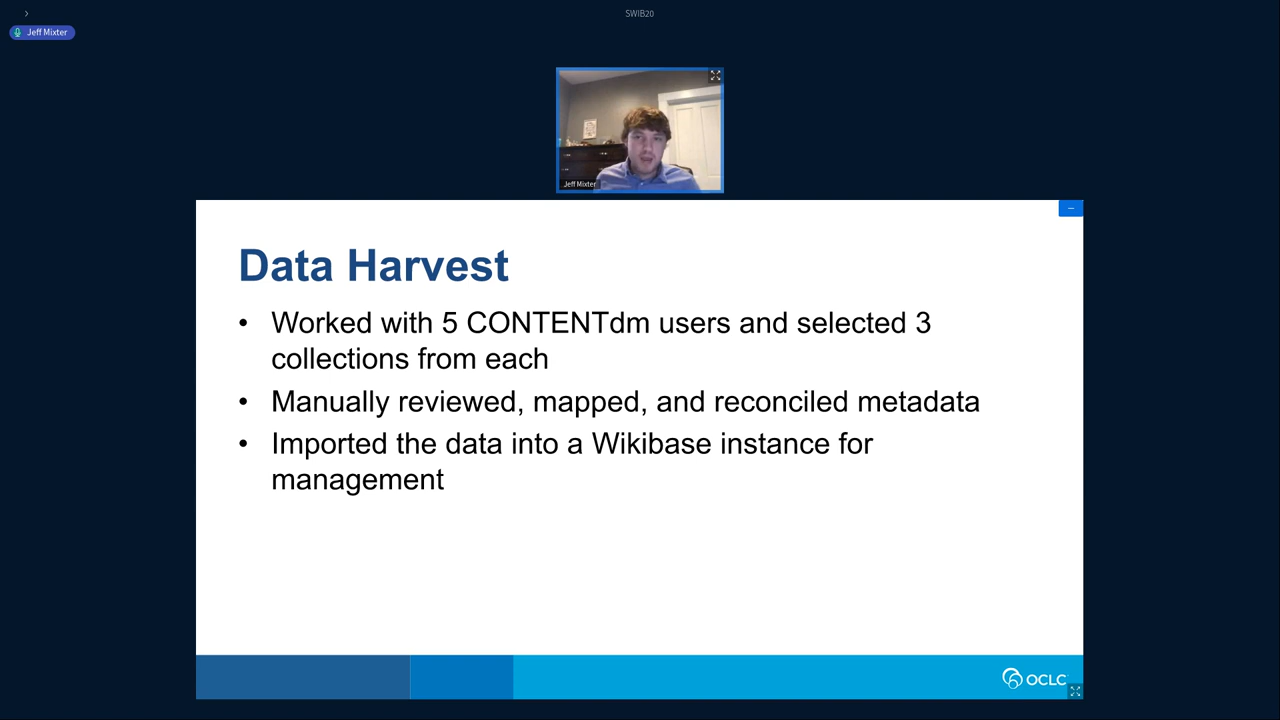 SWIB20
Jeff Mixter
Jeff Mixter
Data Harvest
• Worked with 5 CONTENTdm users and selected 3
collections from each
• Manually reviewed, mapped, and reconciled metadata
• Imported the data into a Wikibase instance for
management
OCLC